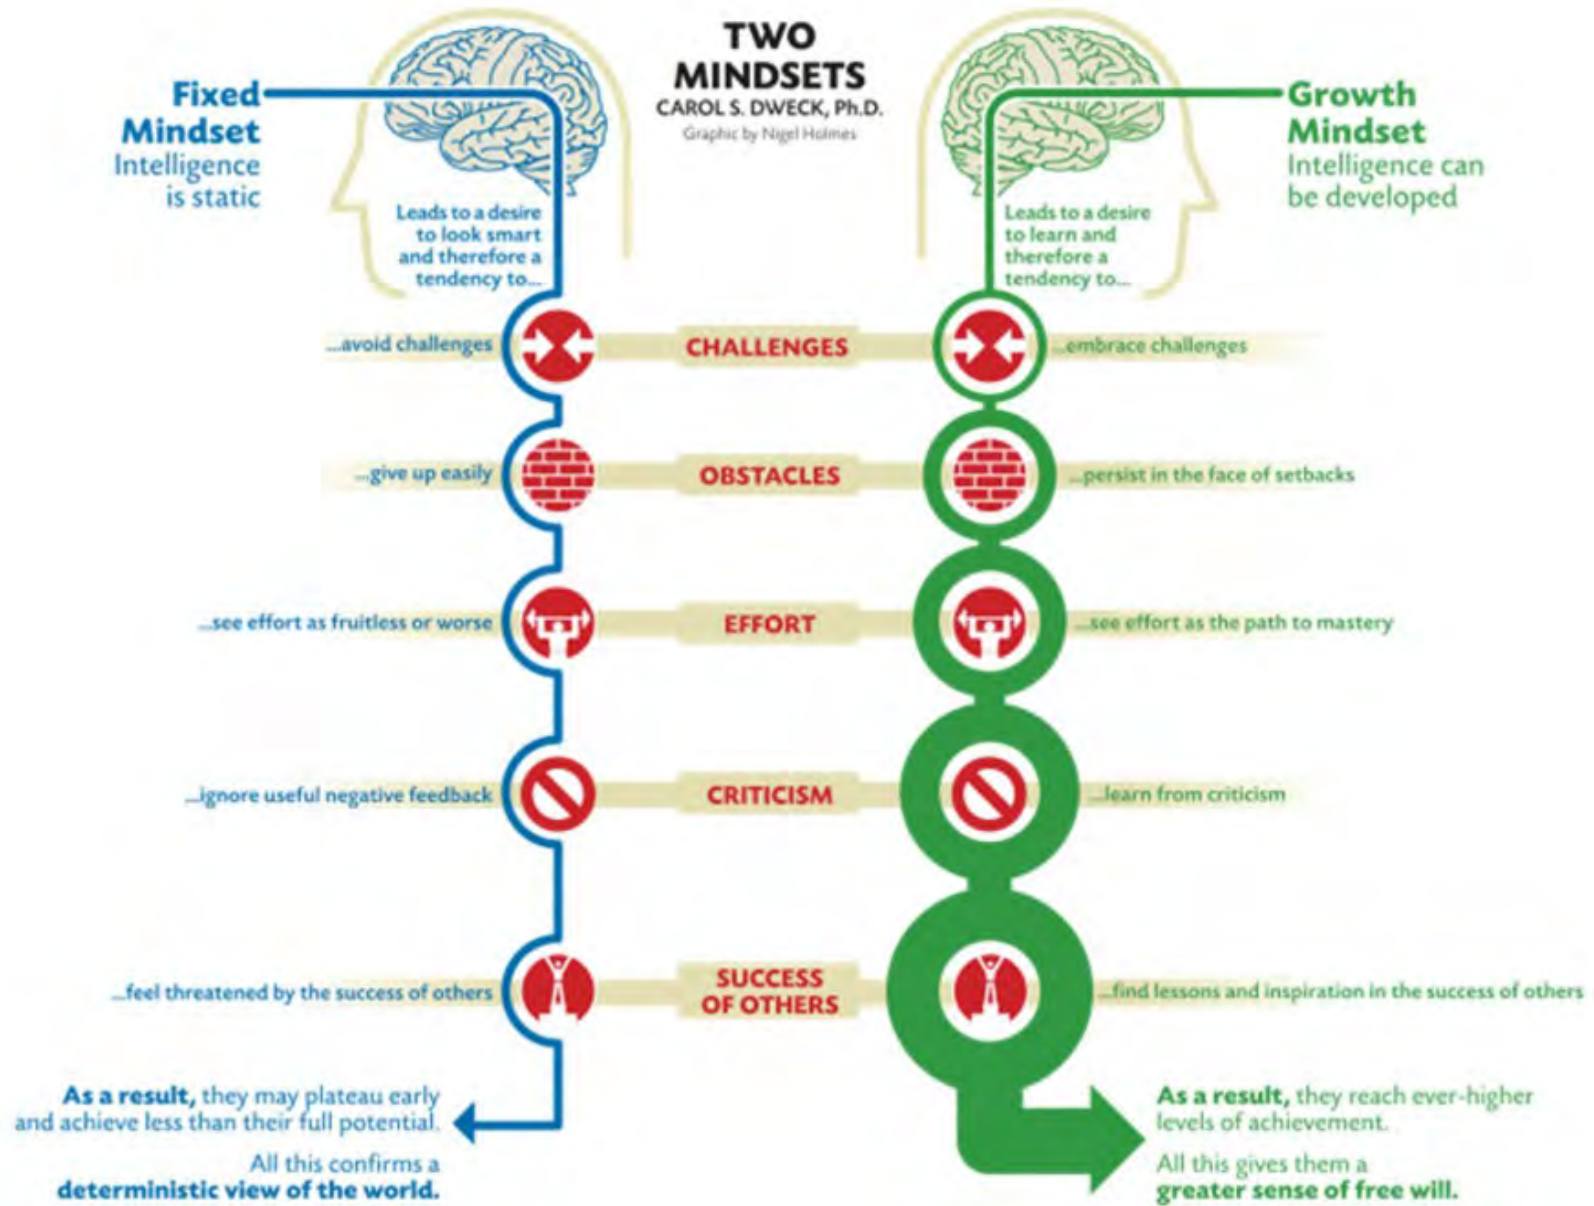 TWO
MINDSETS
CAROL S. DWECK, Ph.D.
Graphic by Nigel Holmes
Fixed
Mindset
Intelligence
is static
Leads to a desire
to look smart
and therefore a
tendency to...
Growth
Mindset
Intelligence can
be developed
Leads to a desire
to learn and
therefore a
tendency to...
...avoid challenges
CHALLENGES
...embrace challenges
...give up easily
OBSTACLES
...persist in the face of setbacks
...see effort as fruitless or worse
EFFORT
...see effort as the path to mastery
...ignore useful negative feedback
CRITICISM
...learn from criticism
...feel threatened by the success of others
SUCCESS
OF OTHERS
...find lessons and inspiration in the success of others
As a result, they may plateau early
and achieve less than their full potential.
All this confirms a
deterministic view of the world.
As a result, they reach ever-higher
levels of achievement.
All this gives them a
greater sense of free will.